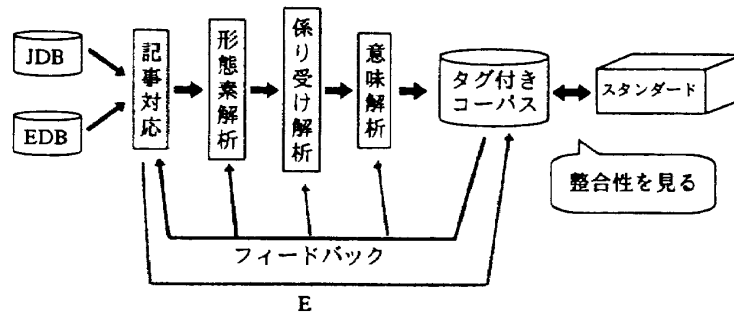 JDB
EDB
記事対応
形態素解析
係り受け解析
意味解析
タグ付き
コーパス
スタンダード
整合性を見る
フィードバック
E